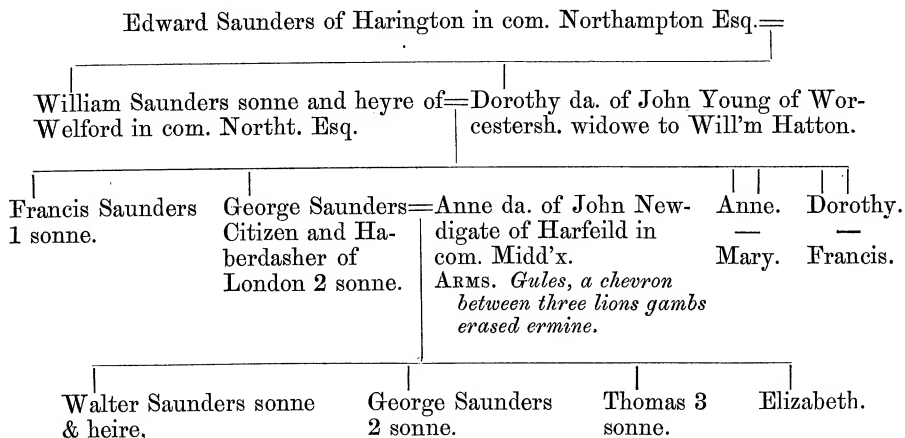 Edward Saunders of Harington in com. Northampton Esq.=
William Saunders sonne and heyre of=Dorothy da. of John Young of Wor-
Welford in com. Northt. Esq.
cestersh. widowe to Will'm Hatton.
Francis Saunders
1 sonne.
George Saunders=Anne da. of John New-
Citizen and Ha-
berdasher of
London 2 sonne.
digate of Harfeild in
com. Midd'x.
ARMS. Gules, a chevron
between three lions gambs
erased ermine.
Anne.
—
Mary.
Dorothy.
—
Francis.
Walter Saunders sonne
& heire,
George Saunders
2 sonne.
Thomas 3
sonne.
Elizabeth.